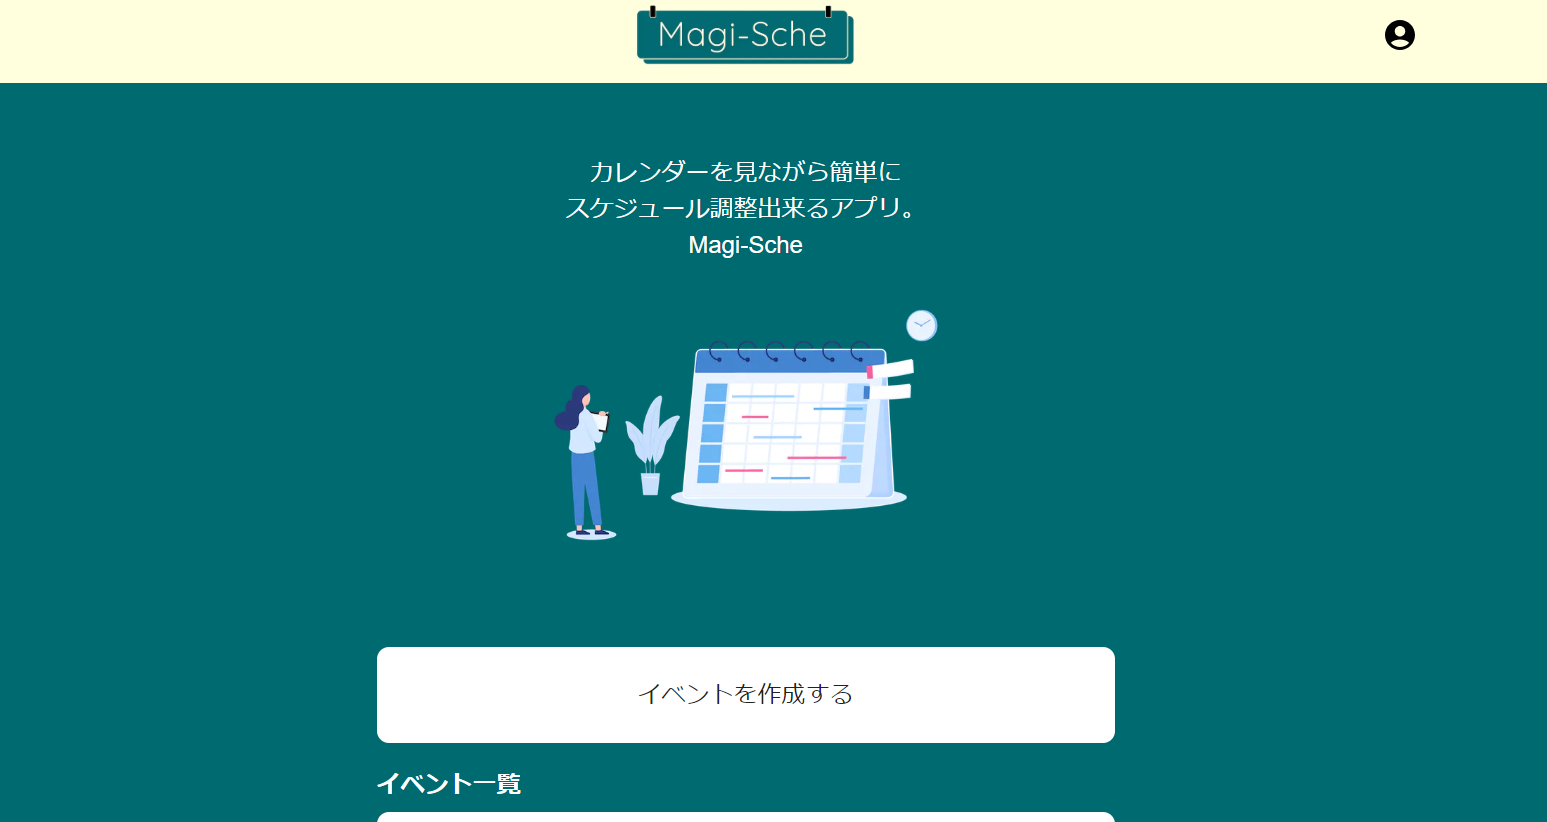 Magi-Sche
カレンダーを見ながら簡単に
スケジュール調整出来るアプリ。
Magi-Sche
イベントを作成する
イベント一覧